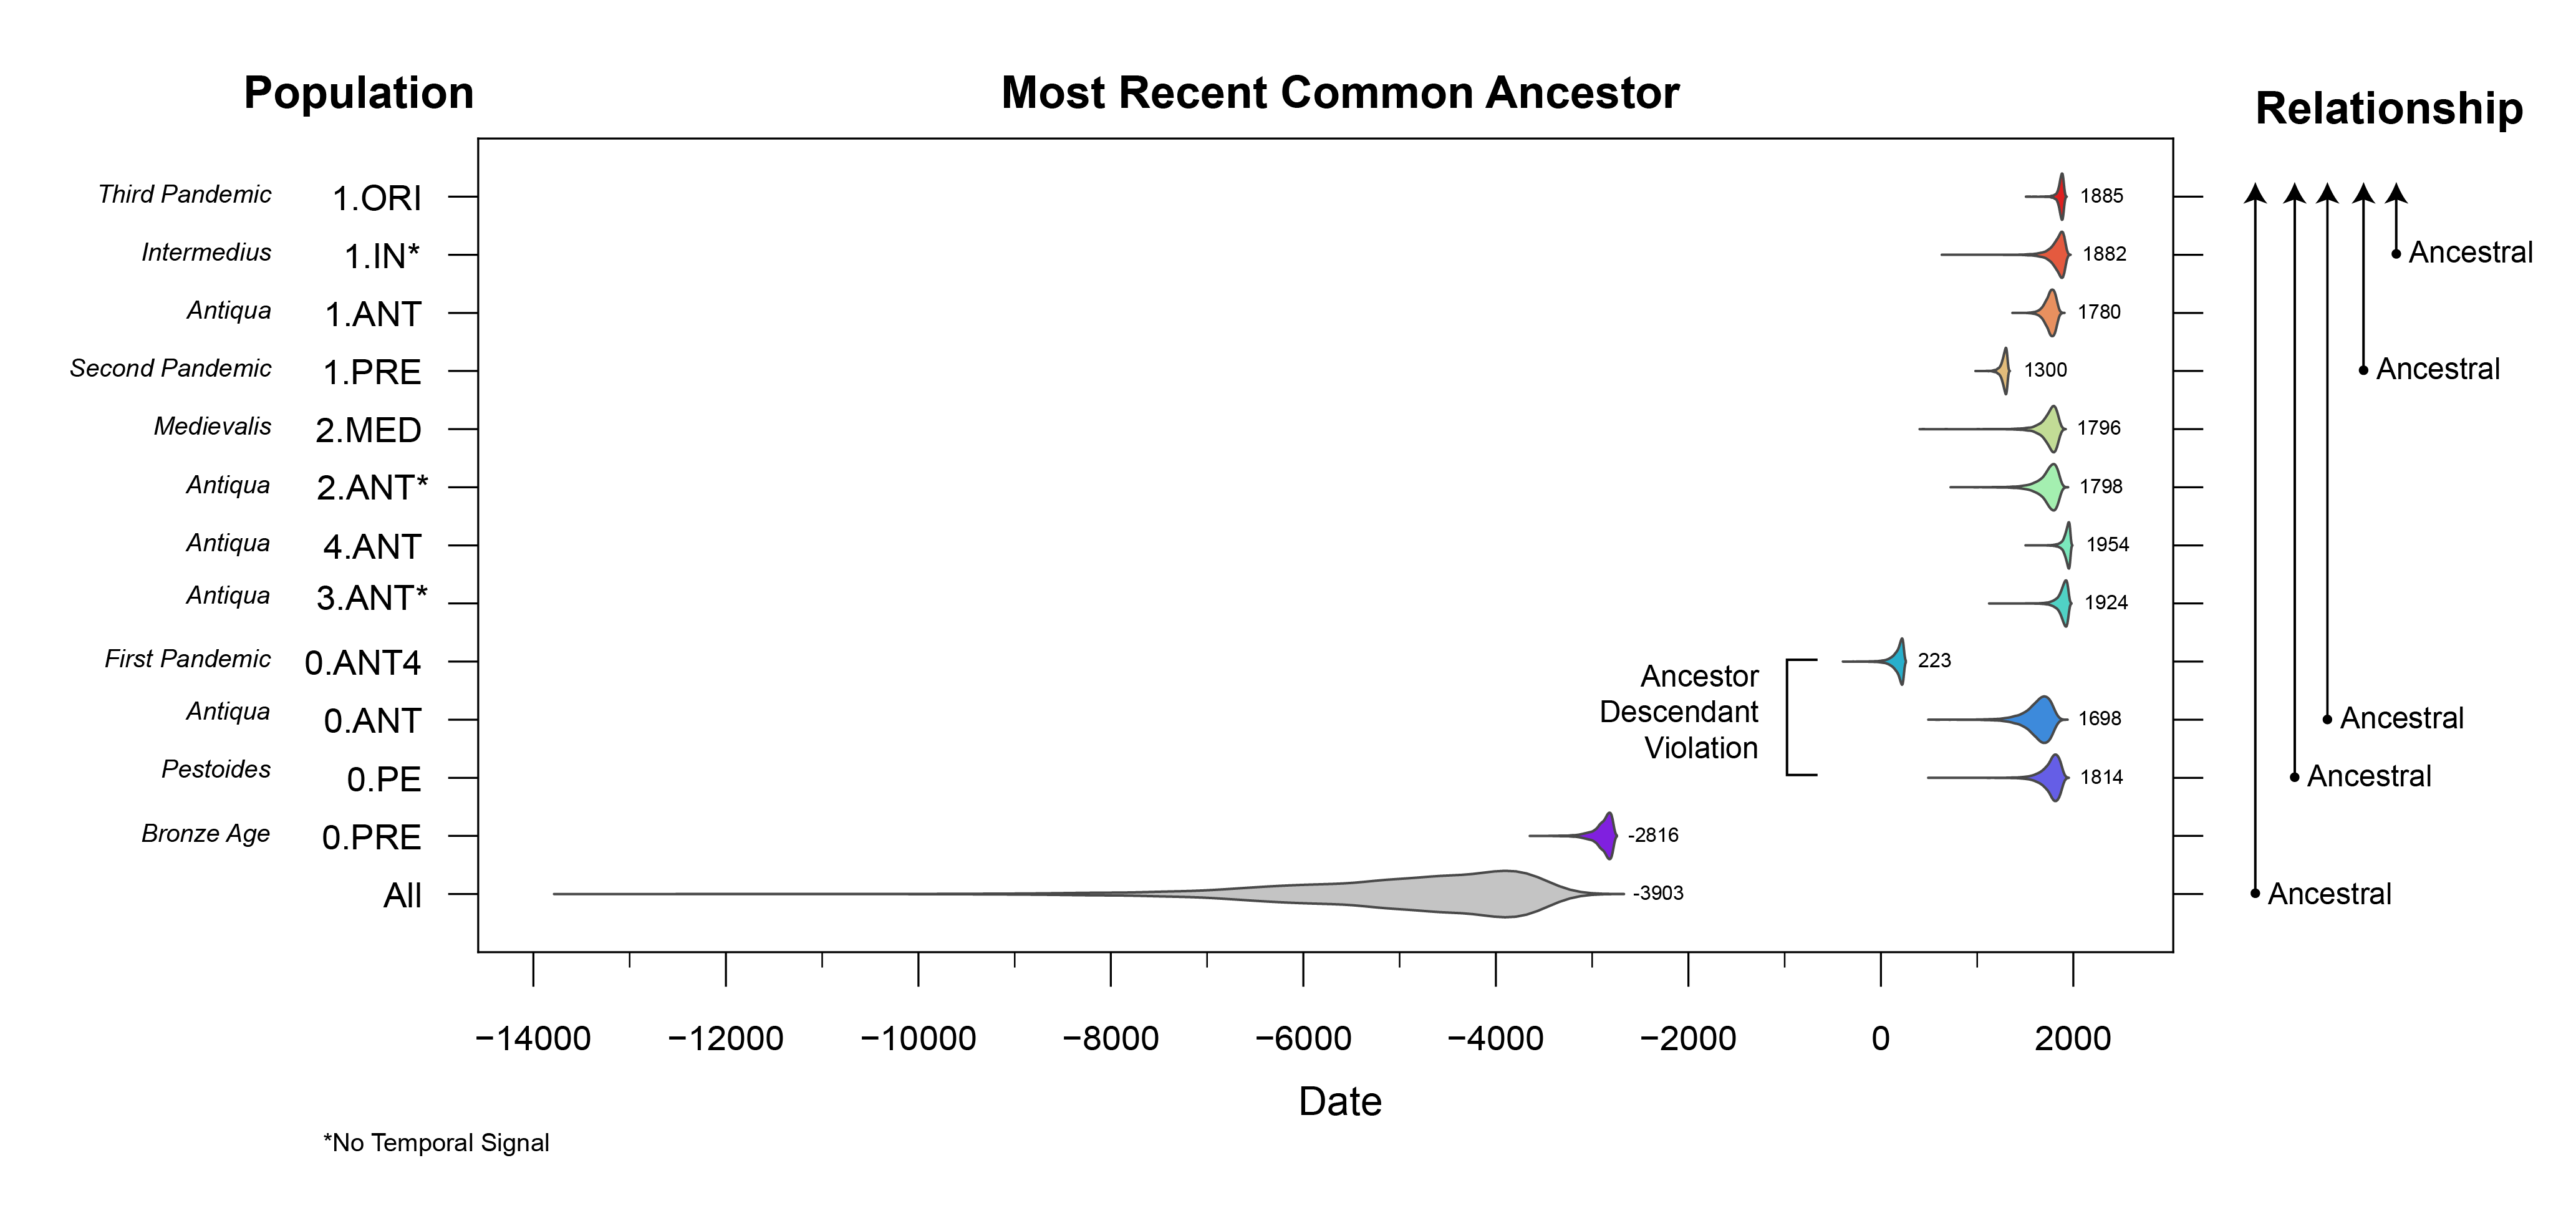 Population
Most Recent Common Ancestor
Relationship
Third Pandemic 1.ORI 1885
Intermedius 1.IN* 1882 Ancestral
Antiqua 1.ANT 1780
Second Pandemic 1.PRE 1300 Ancestral
Medievalis 2.MED 1796
Antiqua 2.ANT* 1798
Antiqua 4.ANT 1954
Antiqua 3.ANT* 1924
First Pandemic 0.ANT4 223
Ancestor
Descendant
Violation
Antiqua 0.ANT 1698 Ancestral
Pestoides 0.PE 1814 Ancestral
Bronze Age 0.PRE -2816
All -3903 Ancestral
−14000 −12000 −10000 −8000 −6000 −4000 −2000 0 2000
Date
*No Temporal Signal